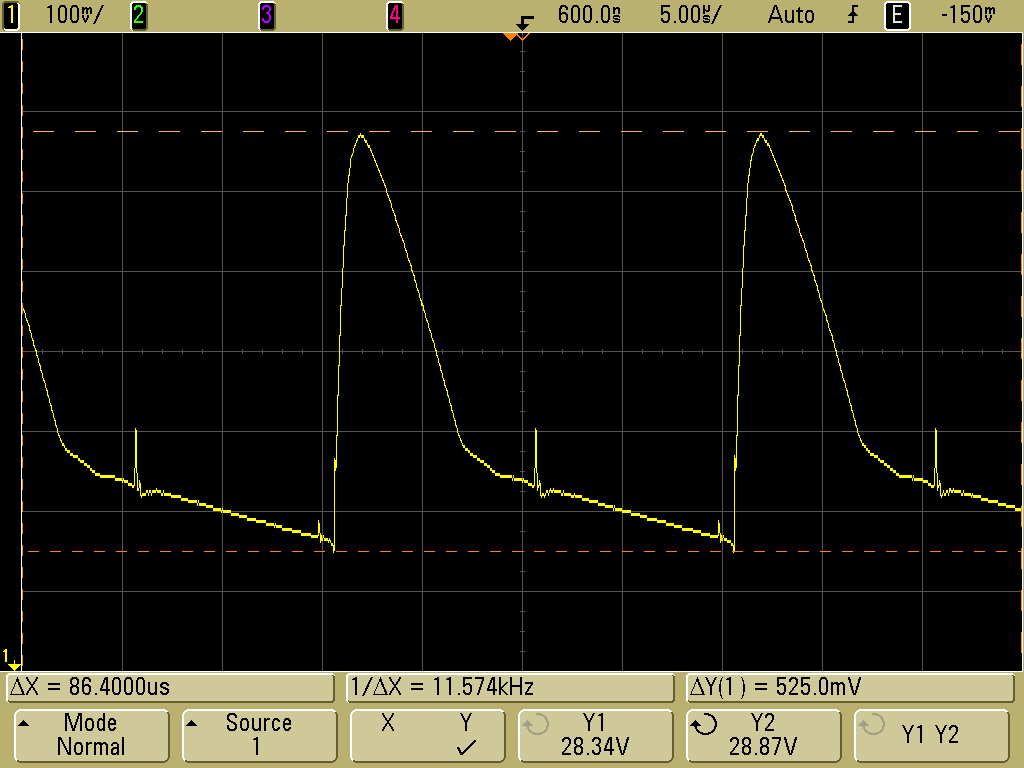 1 100mV/ 2 3 4 600.0ns 5.00us/ Auto E -150mV
1
ΔX = 86.4000us 1/ΔX = 11.574kHz ΔY(1) = 525.0mV
Mode Source X Y Y1 Y2 Y1 Y2
Normal 1 ✓ 28.34V 28.87V